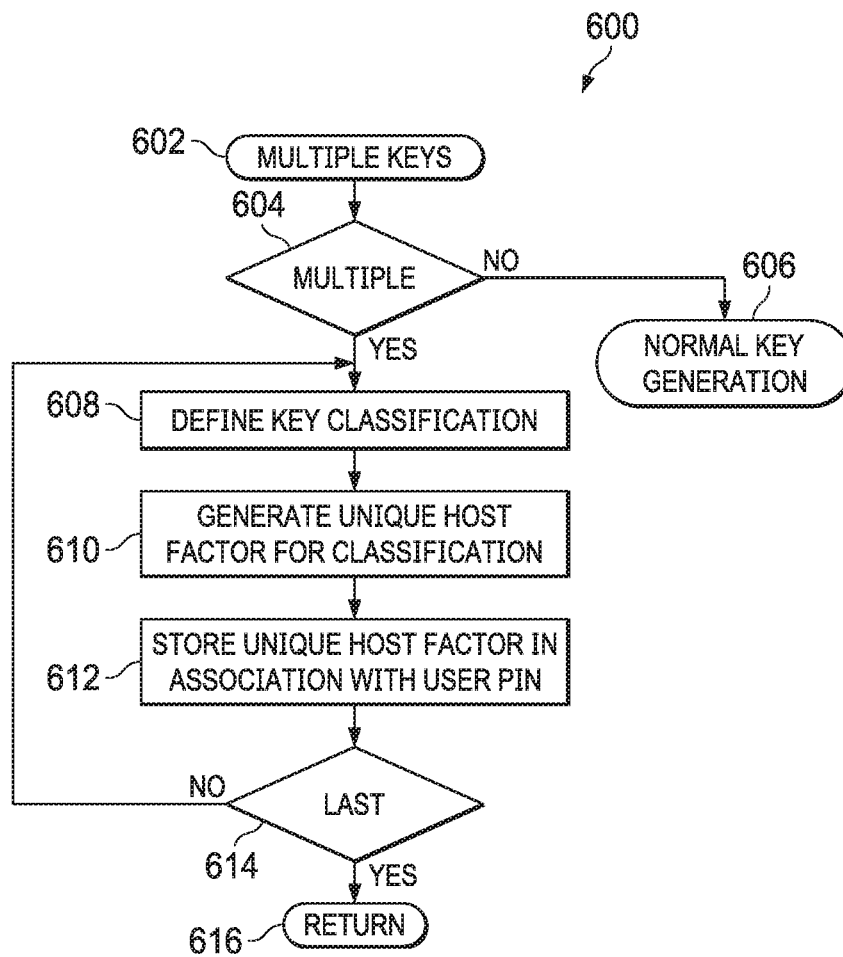 600
602
MULTIPLE KEYS
604
MULTIPLE
NO
606
NORMAL KEY
GENERATION
YES
608
DEFINE KEY CLASSIFICATION
610
GENERATE UNIQUE HOST
FACTOR FOR CLASSIFICATION
612
STORE UNIQUE HOST FACTOR IN
ASSOCIATION WITH USER PIN
NO
LAST
614
YES
616
RETURN